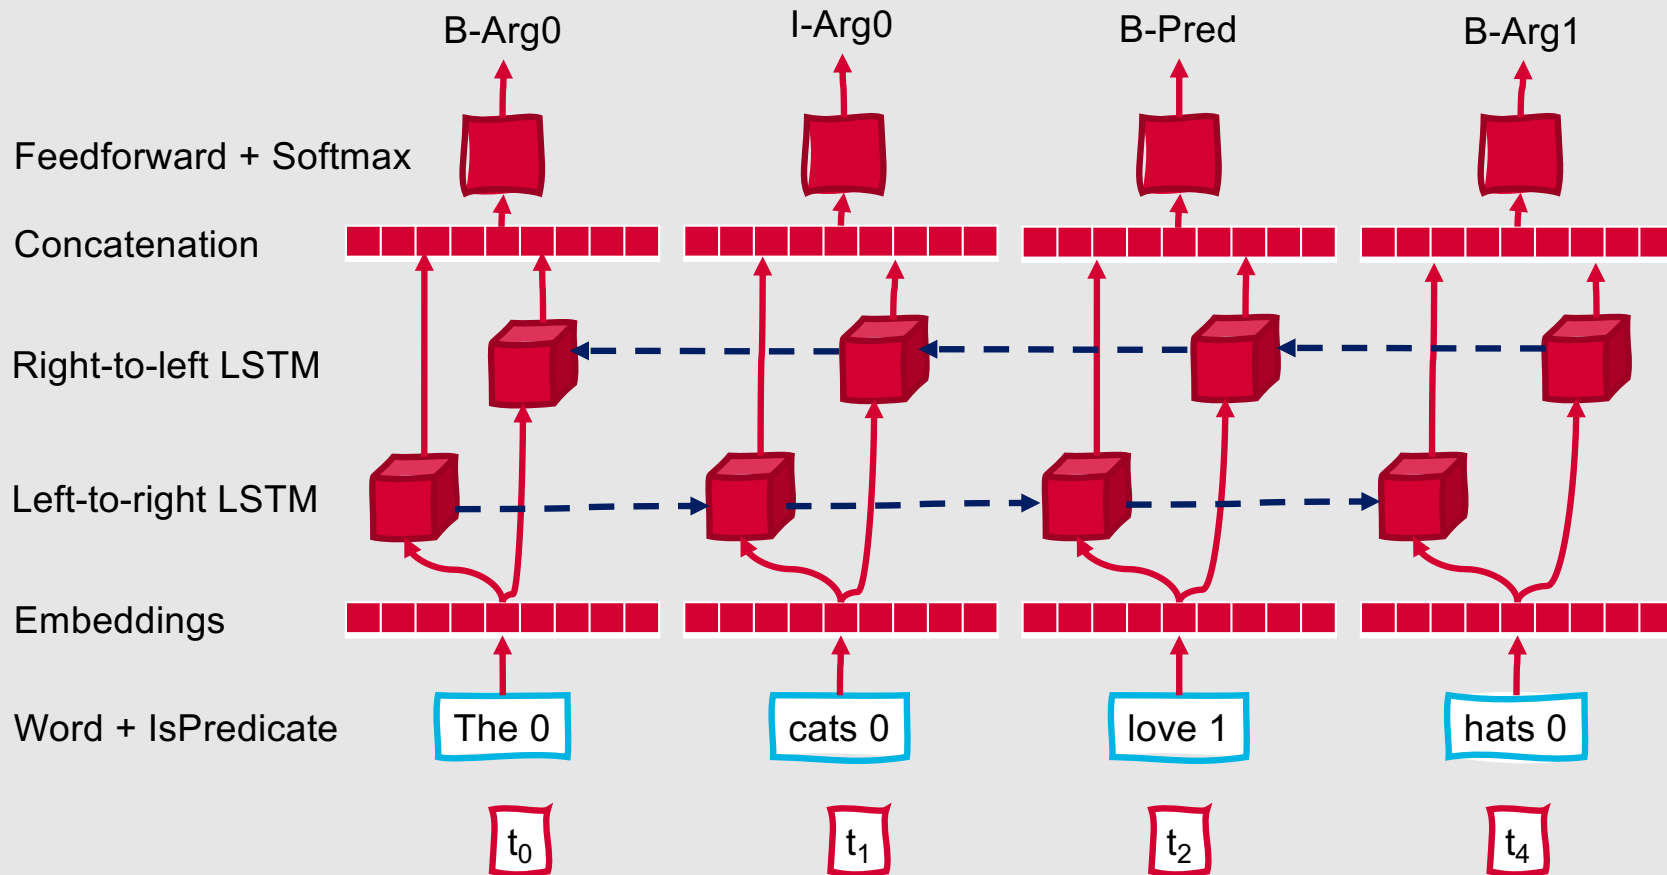 B-Arg0 I-Arg0 B-Pred B-Arg1
Feedforward + Softmax
Concatenation
Right-to-left LSTM
Left-to-right LSTM
Embeddings
Word + IsPredicate The 0 cats 0 love 1 hats 0
t0 t1 t2 t4